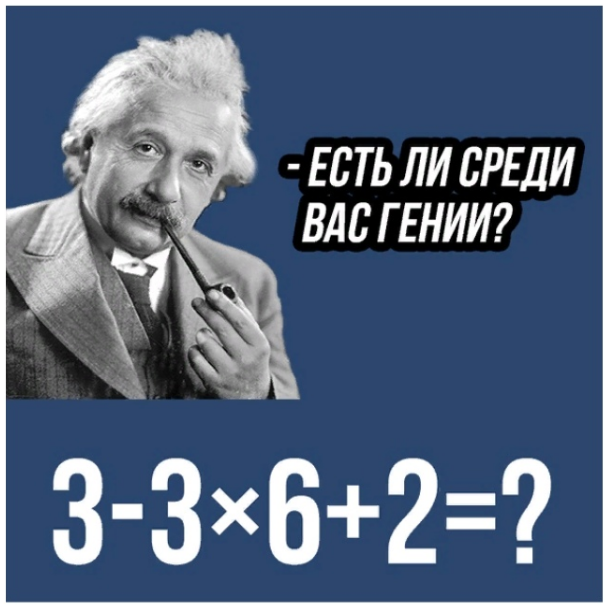 - ЕСТЬ ЛИ СРЕДИ
ВАС ГЕНИИ?
3-3×6+2=?